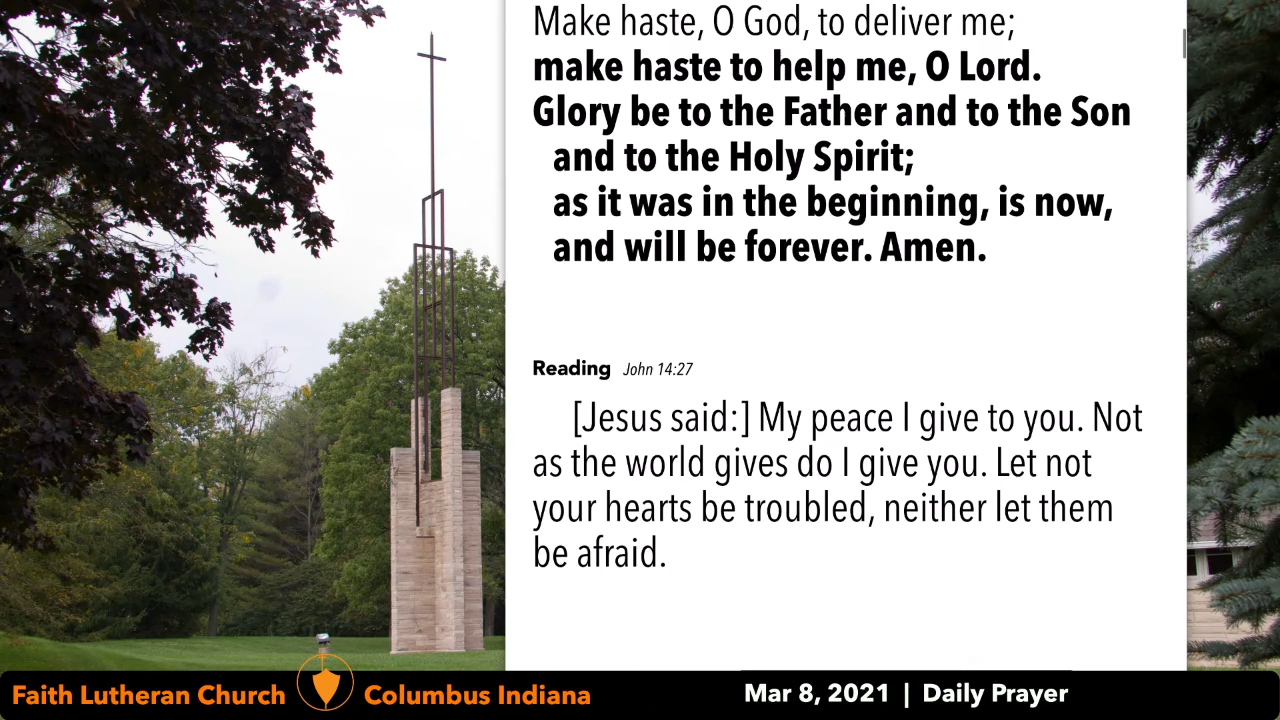 Make haste, O God, to deliver me;
make haste to help me, O Lord.
Glory be to the Father and to the Son
and to the Holy Spirit;
as it was in the beginning, is now,
and will be forever. Amen.
Reading John 14:27
[Jesus said:] My peace I give to you. Not
as the world gives do I give you. Let not
your hearts be troubled, neither let them
be afraid.
Faith Lutheran Church Columbus Indiana
Mar 8, 2021 | Daily Prayer